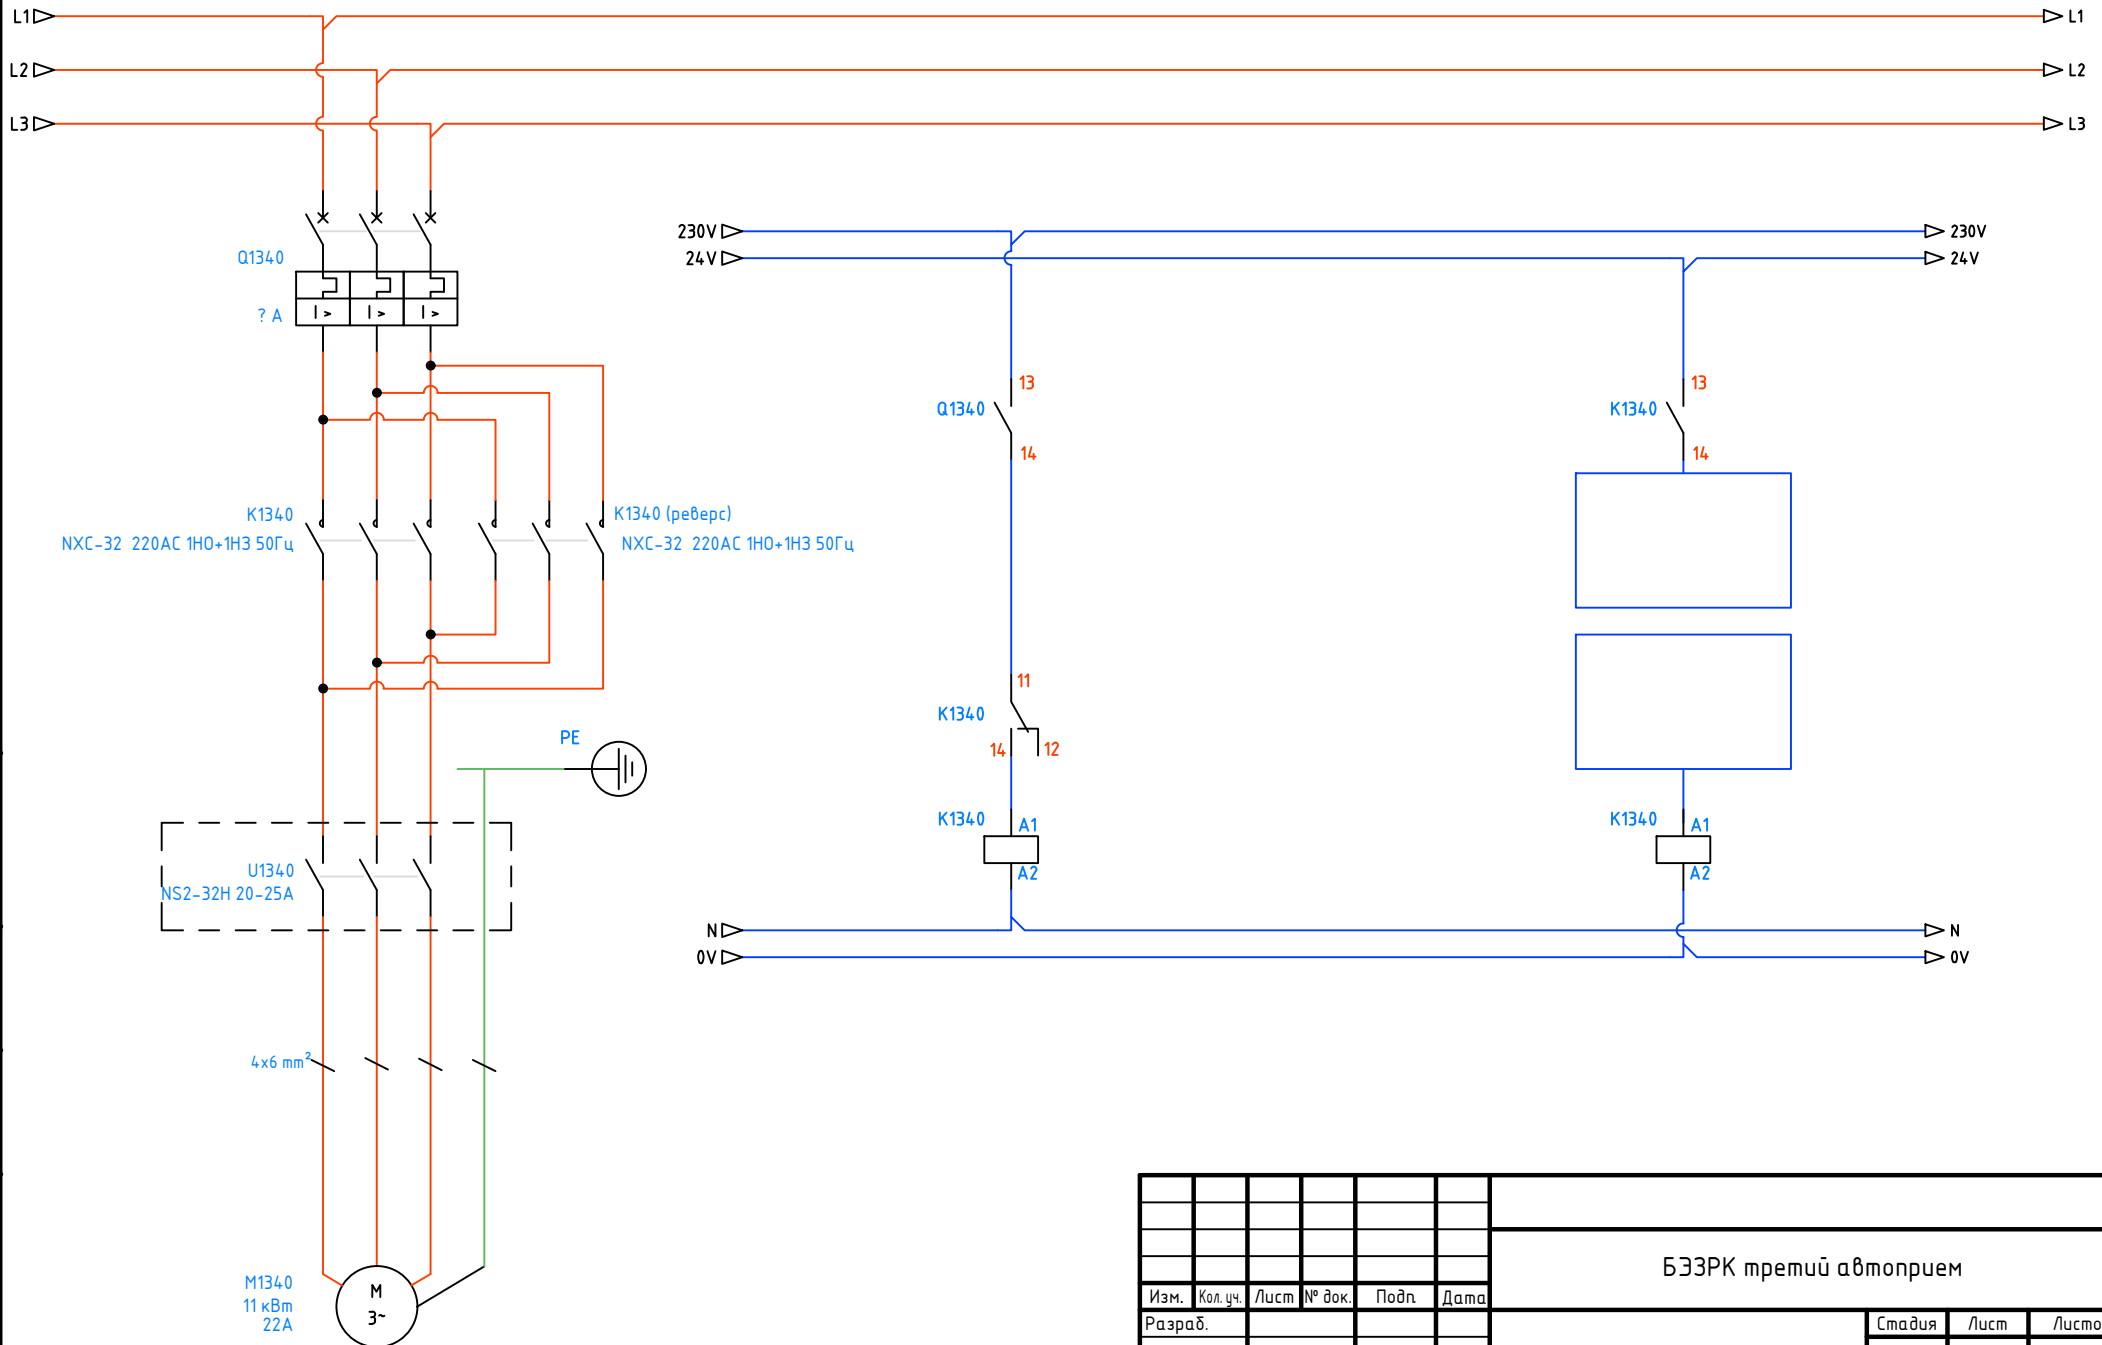 L1
L1
L2
L2
L3
L3
230V
230V
24V
24V
Q1340
? A
I >
I >
I >
13
Q1340
14
13
K1340
14
K1340
NXC-32 220AC 1НО+1НЗ 50Гц
K1340 (реверс)
NXC-32 220AC 1НО+1НЗ 50Гц
11
K1340
14
12
PE
K1340
A1
A2
K1340
A1
A2
U1340
NS2-32H 20-25A
N
N
0V
0V
4x6 mm²
M1340
11 кВт
22A
M
3~
БЭЗРК третий автоприем
Изм.
Кол. уч.
Лист
№ док.
Подп.
Дата
Разраб.
Стадия
Лист
Листо